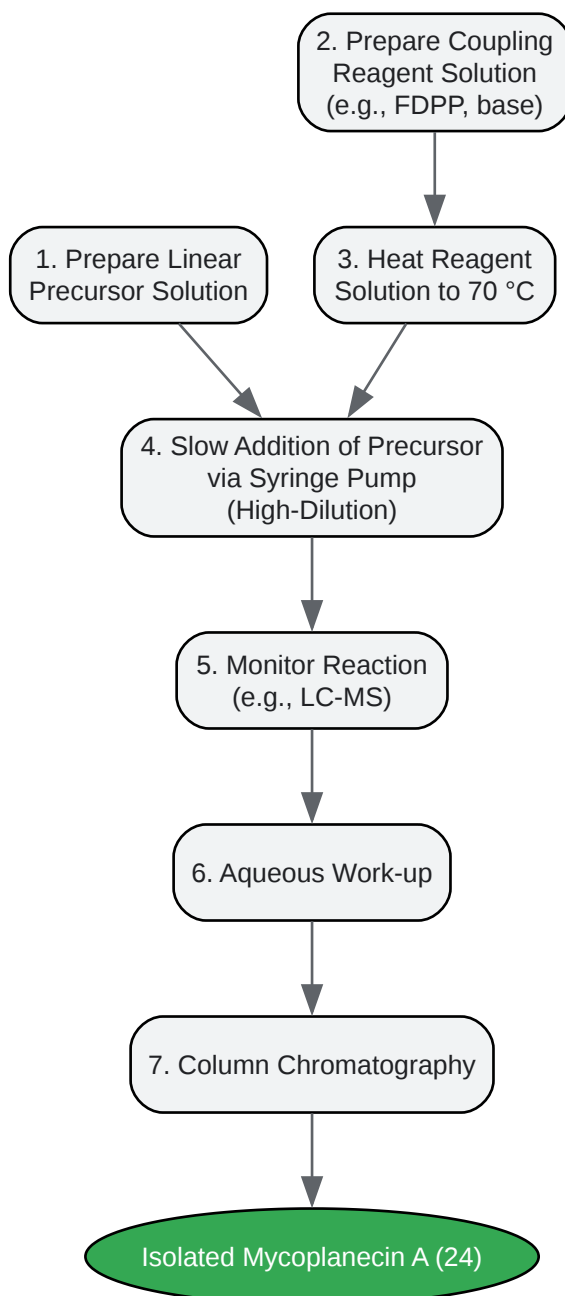 2. Prepare Coupling
Reagent Solution
(e.g., FDPP, base)
1. Prepare Linear
Precursor Solution
3. Heat Reagent
Solution to 70 °C
4. Slow Addition of Precursor
via Syringe Pump
(High-Dilution)
5. Monitor Reaction
(e.g., LC-MS)
6. Aqueous Work-up
7. Column Chromatography
Isolated Mycoplanecin A (24)